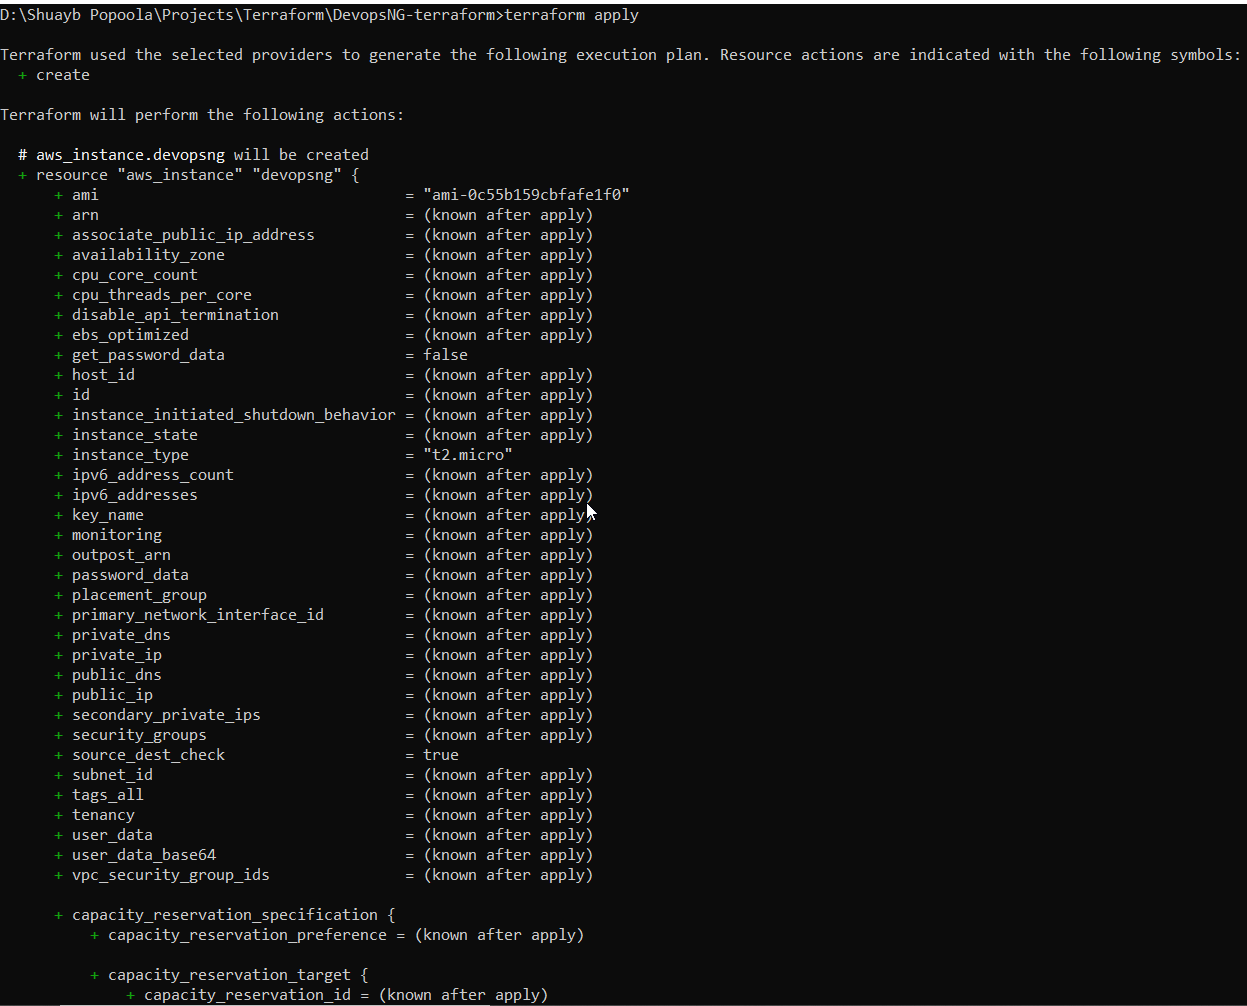 D:\Shuayb Popoola\Projects\Terraform\DevopsNG-terraform>terraform apply
Terraform used the selected providers to generate the following execution plan. Resource actions are indicated with the following symbols:
+ create
Terraform will perform the following actions:
# aws_instance.devopsng will be created
+ resource "aws_instance" "devopsng" {
+ ami = "ami-0c55b159cbfafe1f0"
+ arn = (known after apply)
+ associate_public_ip_address = (known after apply)
+ availability_zone = (known after apply)
+ cpu_core_count = (known after apply)
+ cpu_threads_per_core = (known after apply)
+ disable_api_termination = (known after apply)
+ ebs_optimized = (known after apply)
+ get_password_data = false
+ host_id = (known after apply)
+ id = (known after apply)
+ instance_initiated_shutdown_behavior = (known after apply)
+ instance_state = (known after apply)
+ instance_type = "t2.micro"
+ ipv6_address_count = (known after apply)
+ ipv6_addresses = (known after apply)
+ key_name = (known after apply)
+ monitoring = (known after apply)
+ outpost_arn = (known after apply)
+ password_data = (known after apply)
+ placement_group = (known after apply)
+ primary_network_interface_id = (known after apply)
+ private_dns = (known after apply)
+ private_ip = (known after apply)
+ public_dns = (known after apply)
+ public_ip = (known after apply)
+ secondary_private_ips = (known after apply)
+ security_groups = (known after apply)
+ source_dest_check = true
+ subnet_id = (known after apply)
+ tags_all = (known after apply)
+ tenancy = (known after apply)
+ user_data = (known after apply)
+ user_data_base64 = (known after apply)
+ vpc_security_group_ids = (known after apply)
+ capacity_reservation_specification {
+ capacity_reservation_preference = (known after apply)
+ capacity_reservation_target {
+ capacity_reservation_id = (known after apply)